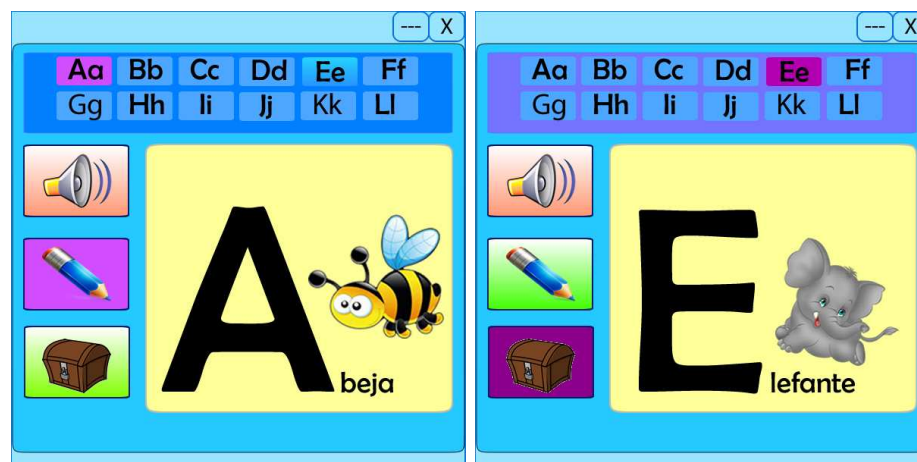 --- X
Aa Bb Cc Dd Ee Ff
Gg Hh Ii Jj Kk Ll
A
beja
--- X
Aa Bb Cc Dd Ee Ff
Gg Hh Ii Jj Kk Ll
E
lefante